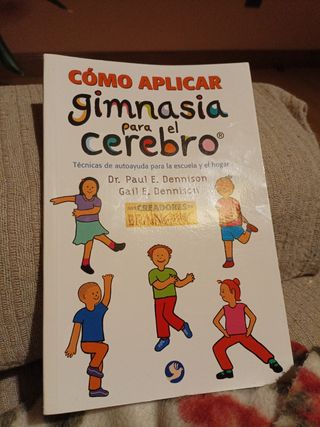 CÓMO APLICAR
gimnasia
para el
cerebro®
Técnicas de autoayuda para la escuela y el hogar
Dr. Paul E. Dennison
Gail E. Dennison
CREADORES